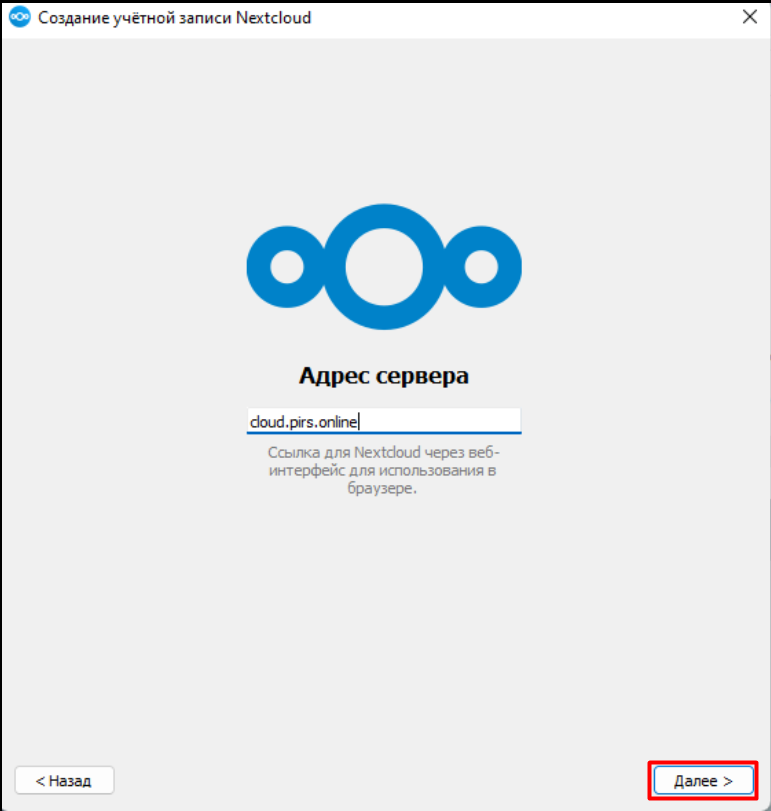 Создание учётной записи Nextcloud
Адрес сервера
cloud.pirs.online
Ссылка для Nextcloud через веб-
интерфейс для использования в
браузере.
< Назад
Далее >